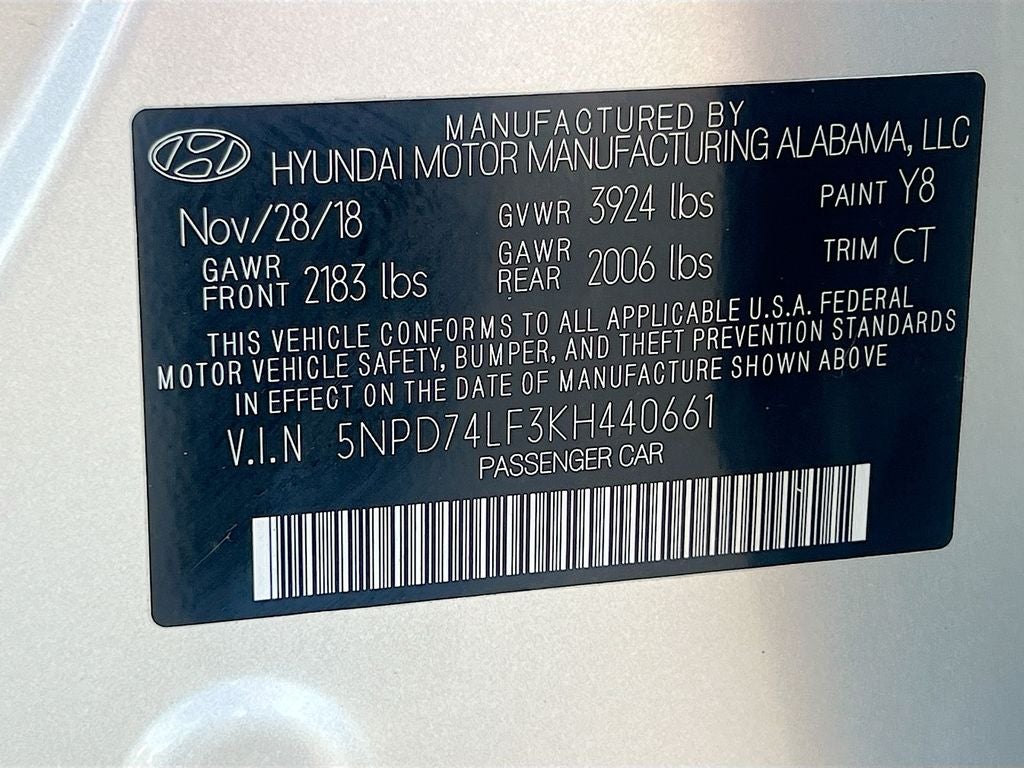 MANUFACTURED BY
HYUNDAI MOTOR MANUFACTURING ALABAMA, LLC
Nov/28/18 GVWR 3924 lbs PAINT Y8
GAWR FRONT 2183 lbs GAWR REAR 2006 lbs TRIM CT
THIS VEHICLE CONFORMS TO ALL APPLICABLE U.S.A. FEDERAL
MOTOR VEHICLE SAFETY, BUMPER, AND THEFT PREVENTION STANDARDS
IN EFFECT ON THE DATE OF MANUFACTURE SHOWN ABOVE
V.I.N 5NPD74LF3KH440661
PASSENGER CAR